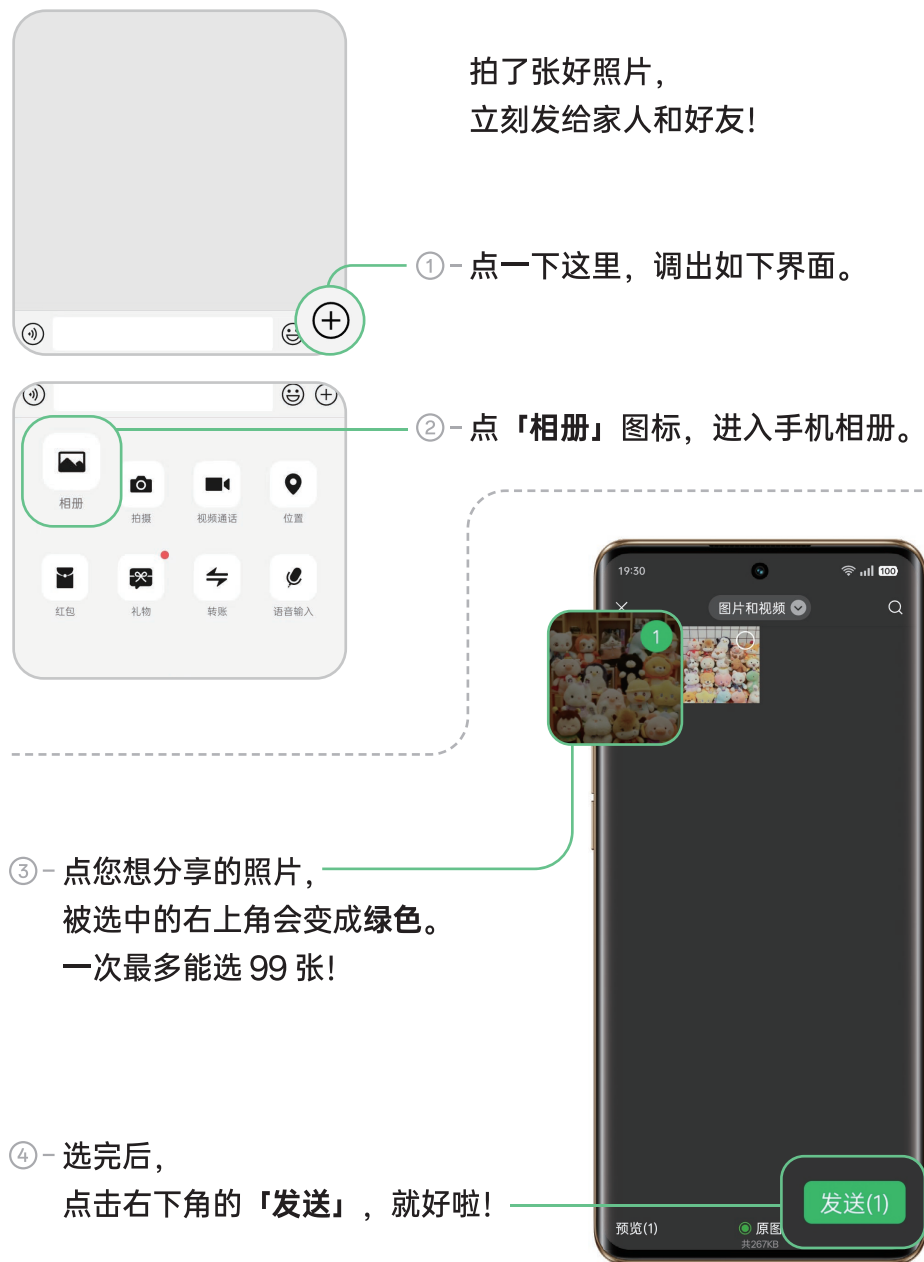 拍了张好照片，
立刻发给家人和好友！
① 点一下这里，调出如下界面。
② 点「相册」图标，进入手机相册。
相册
拍摄
视频通话
位置
红包
礼物
转账
语音输入
19:30
100
图片和视频
1
③ 点您想分享的照片，
被选中的右上角会变成绿色。
一次最多能选 99 张！
④ 选完后，
点击右下角的「发送」，就好啦！
发送(1)
预览(1)
原图
共267KB